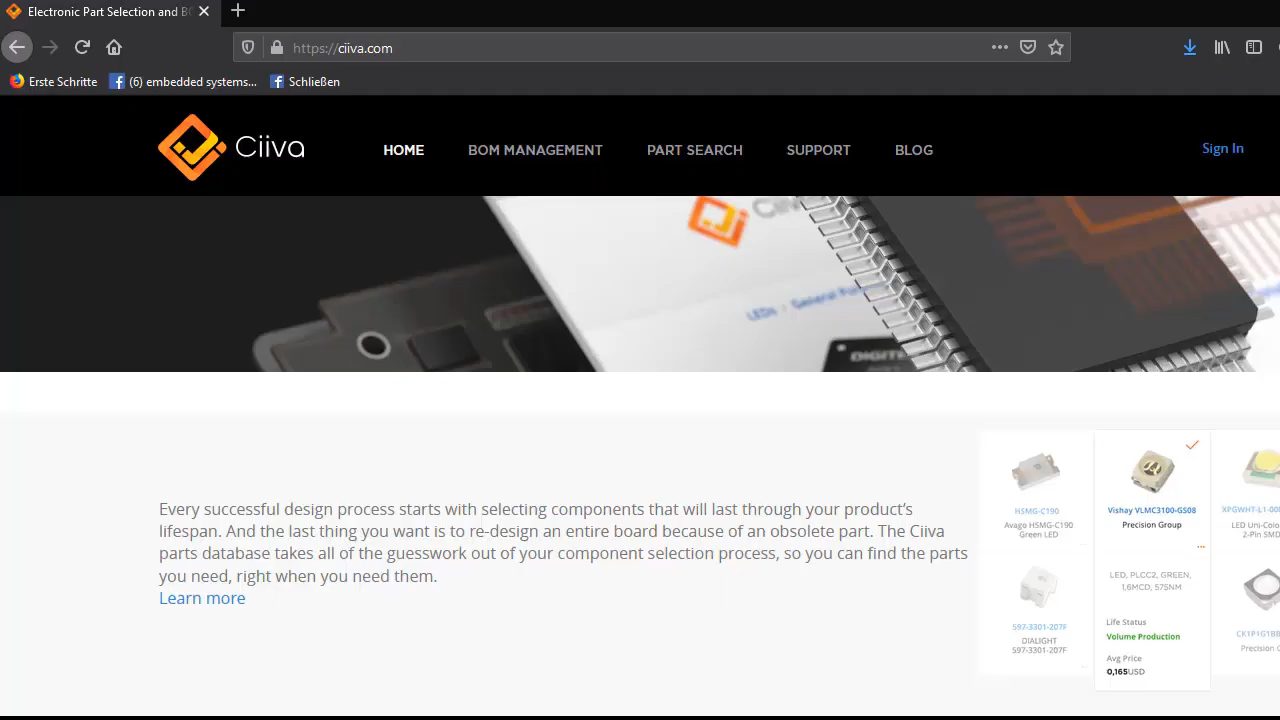 Electronic Part Selection and BO
https://ciiva.com
Erste Schritte
(6) embedded systems...
Schließen
Ciiva
HOME
BOM MANAGEMENT
PART SEARCH
SUPPORT
BLOG
Sign In
LEDs
General Pur
DIGIT
Every successful design process starts with selecting components that will last through your product’s
lifespan. And the last thing you want is to re-design an entire board because of an obsolete part. The Ciiva
parts database takes all of the guesswork out of your component selection process, so you can find the parts
you need, right when you need them.
Learn more
HSMG-C190
Avago HSMG-C190
Green LED
597-3301-207F
DIALIGHT
597-3301-207F
Vishay VLMC3100-GS08
Precision Group
LED, PLCC2, GREEN,
1,6MCD, 575NM
Life Status
Volume Production
Avg Price
0,165USD
XPGWHT-L1-00
LED Uni-Colo
2-Pin SMD
CK1P1G1BB
Precision G